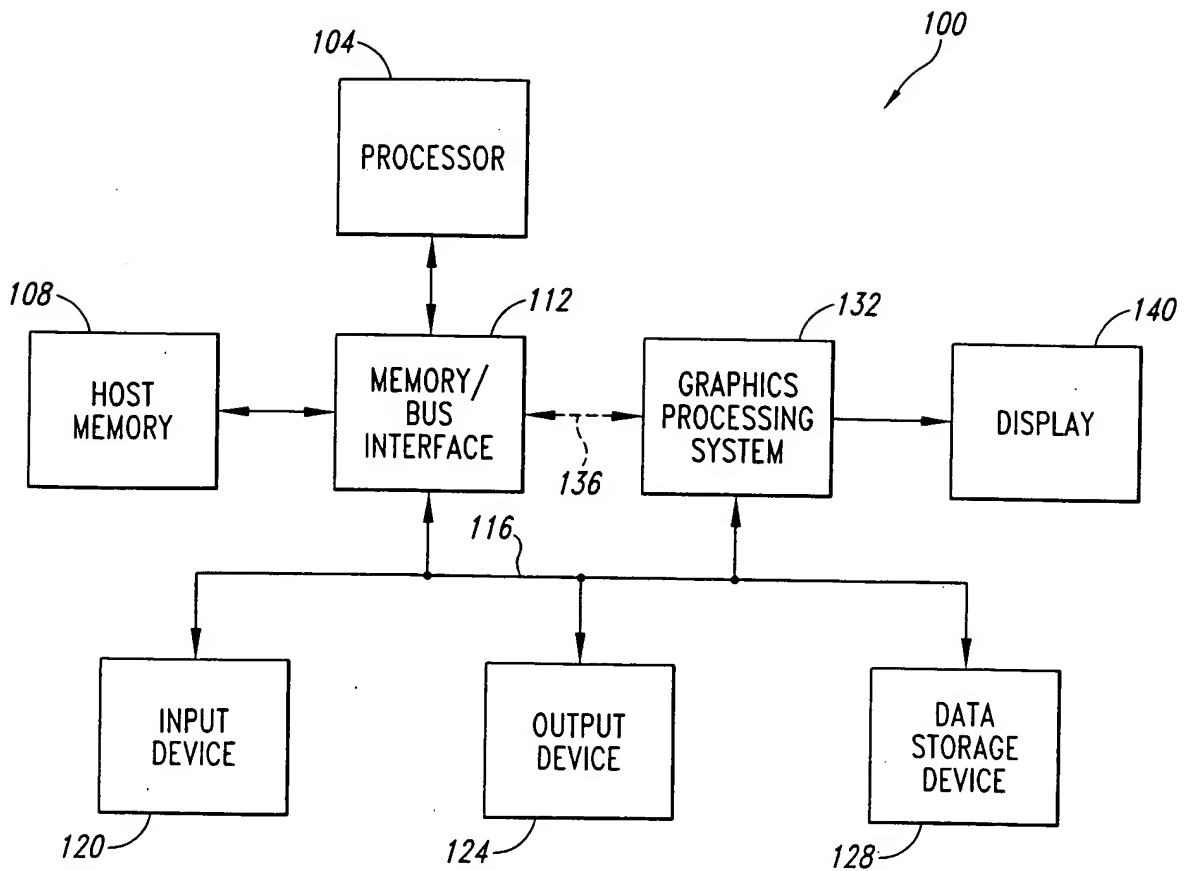 100
104
PROCESSOR
108
HOST
MEMORY
112
MEMORY/
BUS
INTERFACE
136
132
GRAPHICS
PROCESSING
SYSTEM
140
DISPLAY
116
INPUT
DEVICE
120
OUTPUT
DEVICE
124
DATA
STORAGE
DEVICE
128